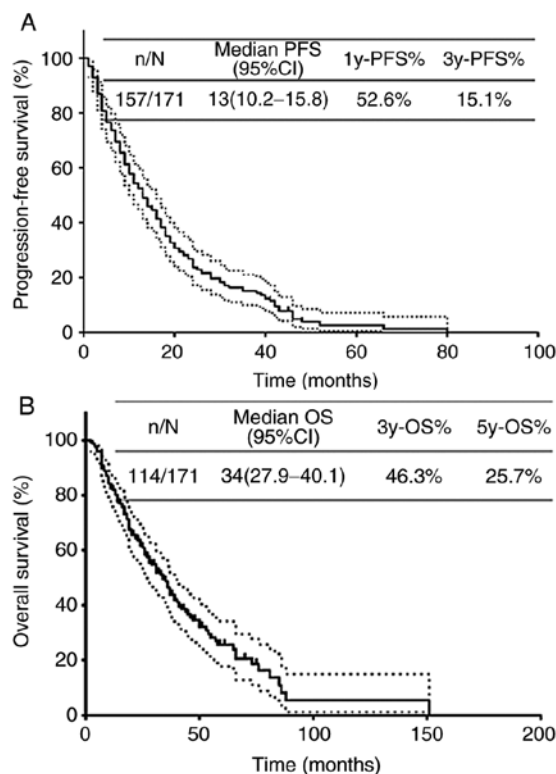 A
n/N Median PFS (95%CI) 1y-PFS% 3y-PFS%
157/171 13(10.2–15.8) 52.6% 15.1%
Progression-free survival (%)
100
80
60
40
20
0
0 20 40 60 80 100
Time (months)
B
n/N Median OS (95%CI) 3y-OS% 5y-OS%
114/171 34(27.9–40.1) 46.3% 25.7%
Overall survival (%)
100
80
60
40
20
0
0 50 100 150 200
Time (months)